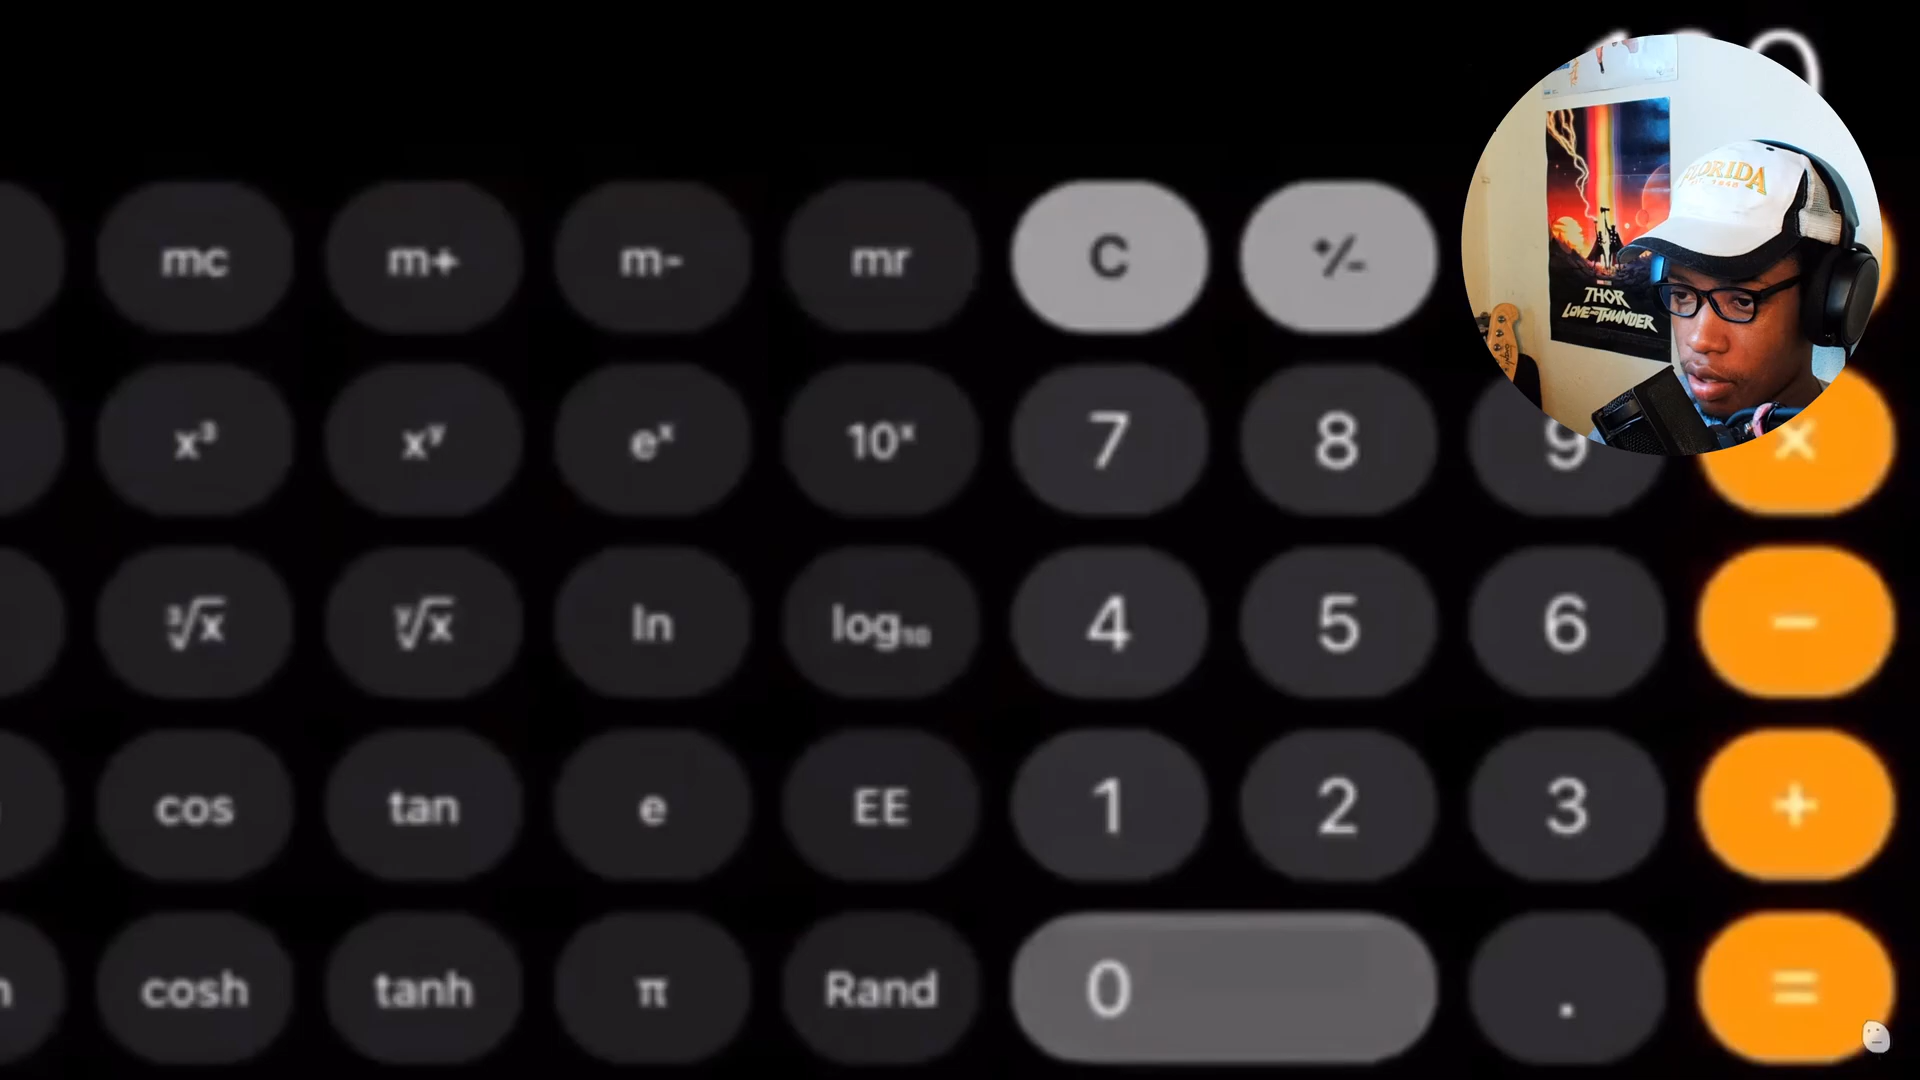 mc m+ m- mr C ⁺∕₋
FLORIDA
THOR
LOVE AND THUNDER
x³ xʸ eˣ 10ˣ 7 8 9 ×
³√x ʸ√x ln log₁₀ 4 5 6 −
cos tan e EE 1 2 3 +
cosh tanh π Rand 0 . =